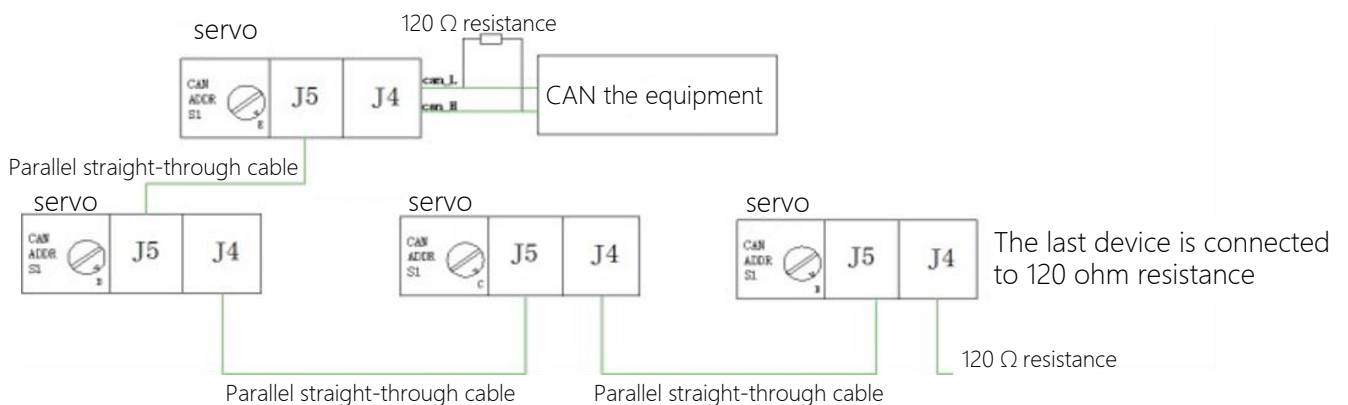 120 Ω resistance
servo
CAN
ADDR
S1
E
J5
J4
can_L
can_H
CAN the equipment
Parallel straight-through cable
servo
CAN
ADDR
S1
J5
J4
servo
CAN
ADDR
S1
C
J5
J4
servo
CAN
ADDR
S1
J5
J4
The last device is connected
to 120 ohm resistance
120 Ω resistance
Parallel straight-through cable
Parallel straight-through cable